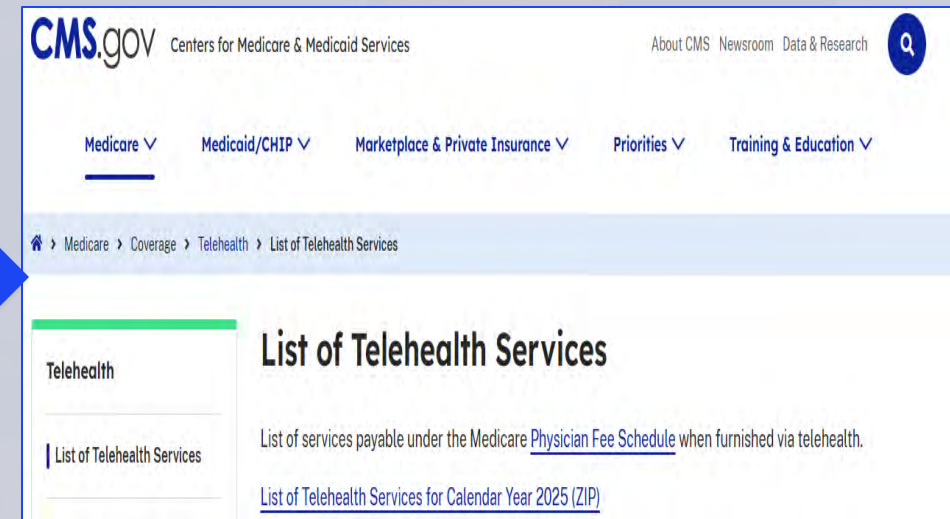 CMS.gov Centers for Medicare & Medicaid Services
About CMS Newsroom Data & Research
Medicare Medicaid/CHIP Marketplace & Private Insurance Priorities Training & Education
Medicare > Coverage > Telehealth > List of Telehealth Services
Telehealth
List of Telehealth Services
List of Telehealth Services
List of services payable under the Medicare Physician Fee Schedule when furnished via telehealth.
List of Telehealth Services for Calendar Year 2025 (ZIP)